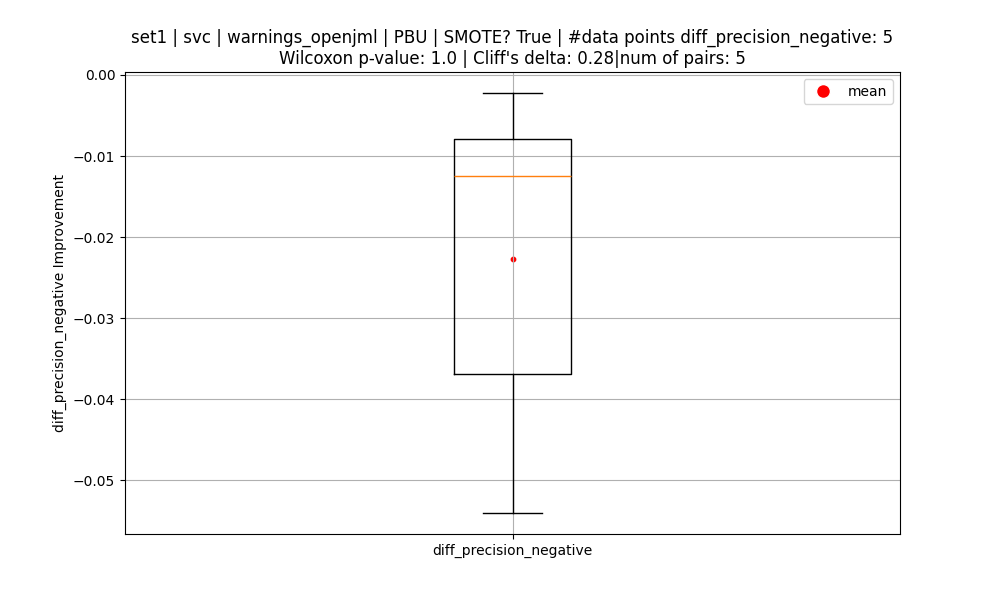 set1 | svc | warnings_openjml | PBU | SMOTE? True | #data points diff_precision_negative: 5
Wilcoxon p-value: 1.0 | Cliff's delta: 0.28|num of pairs: 5
mean
0.00
−0.01
−0.02
−0.03
−0.04
−0.05
diff_precision_negative Improvement
diff_precision_negative